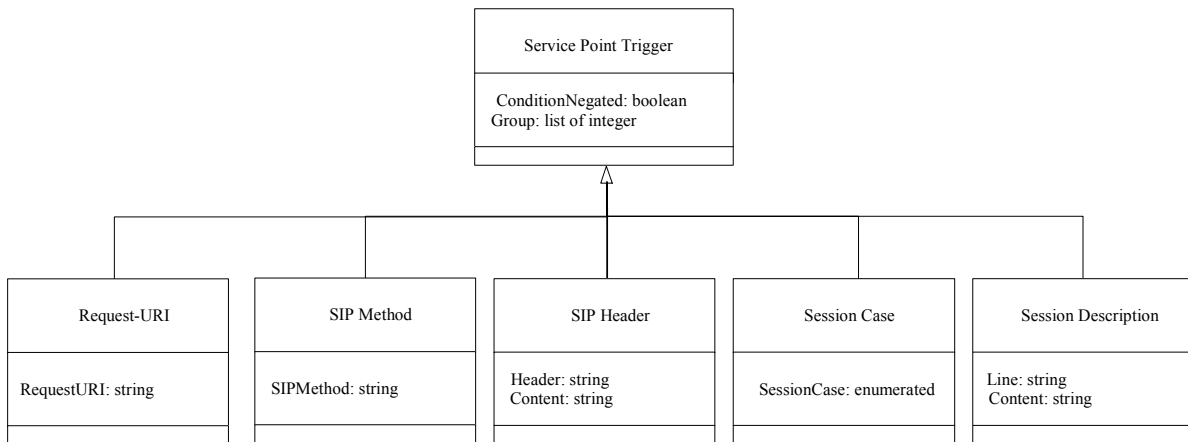 Service Point Trigger
ConditionNegated: boolean
Group: list of integer
Request-URI
RequestURI: string
SIP Method
SIPMethod: string
SIP Header
Header: string
Content: string
Session Case
SessionCase: enumerated
Session Description
Line: string
Content: string